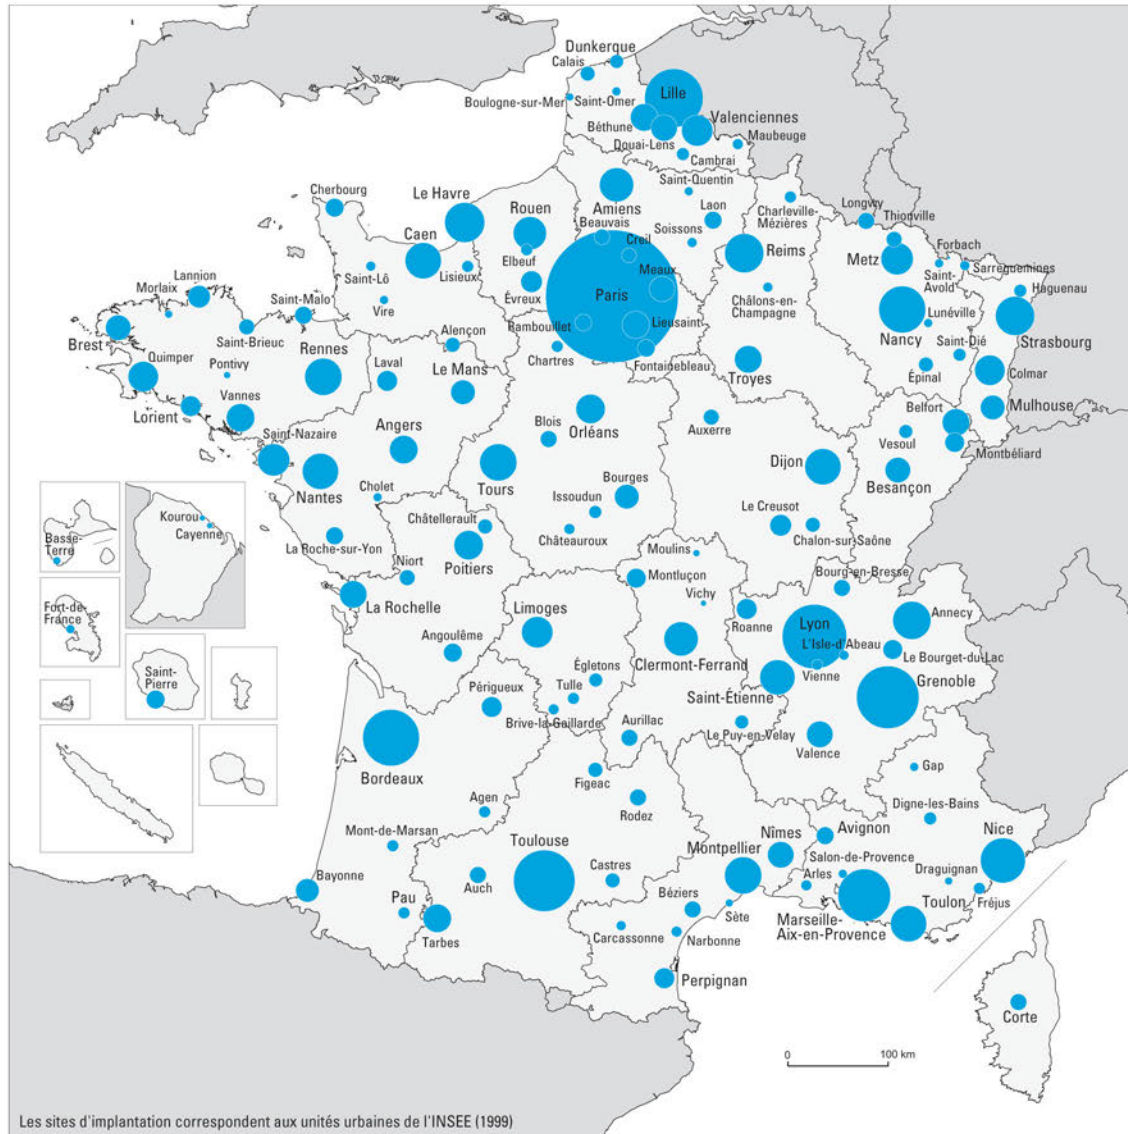 Dunkerque
Calais
Boulogne-sur-Mer
Saint-Omer
Lille
Béthune
Valenciennes
Douai-Lens
Maubeuge
Cambrai
Cherbourg
Le Havre
Rouen
Amiens
Saint-Quentin
Laon
Charleville-
Mézières
Longwy
Thionville
Beauvais
Creil
Soissons
Caen
Elbeuf
Lisieux
Saint-Lô
Vire
Évreux
Meaux
Paris
Rambouillet
Lieusaint
Chartres
Fontainebleau
Reims
Châlons-en-
Champagne
Metz
Forbach
Saint-
Avold
Sarreguemines
Haguenau
Lunéville
Nancy
Strasbourg
Saint-Dié
Épinal
Colmar
Troyes
Lannion
Morlaix
Saint-Malo
Brest
Saint-Brieuc
Quimper
Pontivy
Rennes
Vannes
Lorient
Alençon
Laval
Le Mans
Saint-Nazaire
Angers
Nantes
Cholet
La Roche-sur-Yon
Blois
Orléans
Tours
Bourges
Issoudun
Châteauroux
Auxerre
Dijon
Belfort
Mulhouse
Vesoul
Montbéliard
Besançon
Le Creusot
Chalon-sur-Saône
Châtellerault
Poitiers
Niort
La Rochelle
Angoulême
Limoges
Moulins
Montluçon
Vichy
Clermont-Ferrand
Bourg-en-Bresse
Roanne
Lyon
L'Isle-d'Abeau
Annecy
Le Bourget-du-Lac
Vienne
Grenoble
Saint-Étienne
Égletons
Tulle
Périgueux
Brive-la-Gaillarde
Aurillac
Le Puy-en-Velay
Valence
Bordeaux
Figeac
Rodez
Gap
Digne-les-Bains
Agen
Mont-de-Marsan
Toulouse
Auch
Castres
Bayonne
Pau
Tarbes
Montpellier
Nîmes
Avignon
Nice
Salon-de-Provence
Arles
Draguignan
Toulon
Fréjus
Béziers
Sète
Marseille-
Aix-en-Provence
Carcassonne
Narbonne
Perpignan
Corte
Kourou
Cayenne
Basse-
Terre
Fort-de-
France
Saint-
Pierre
0
100 km
Les sites d'implantation correspondent aux unités urbaines de l'INSEE (1999)